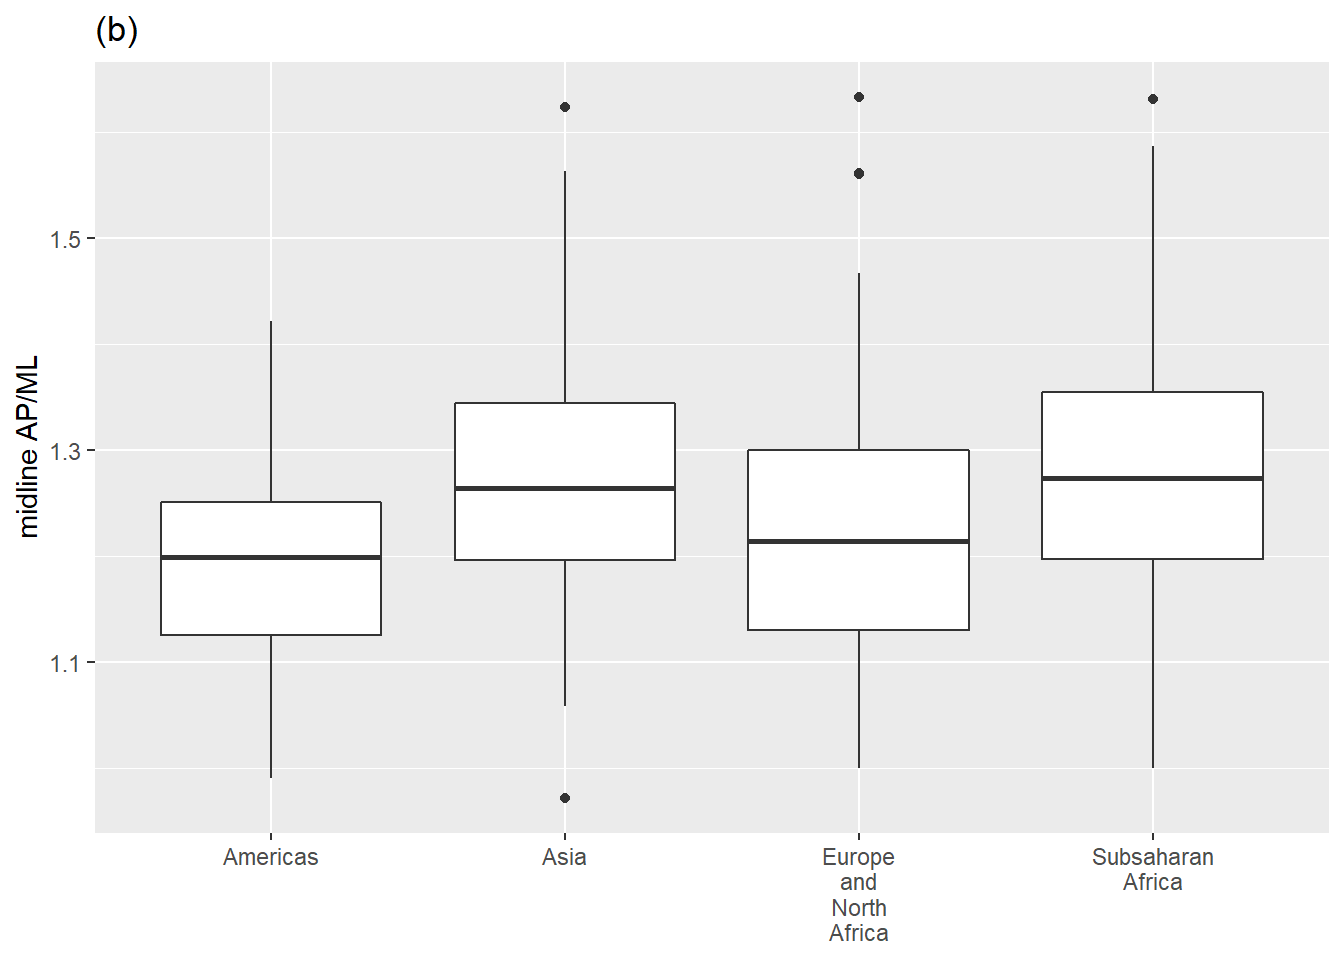 (b)
midline AP/ML
1.5
1.3
1.1
Americas
Asia
Europe
and
North
Africa
Subsaharan
Africa